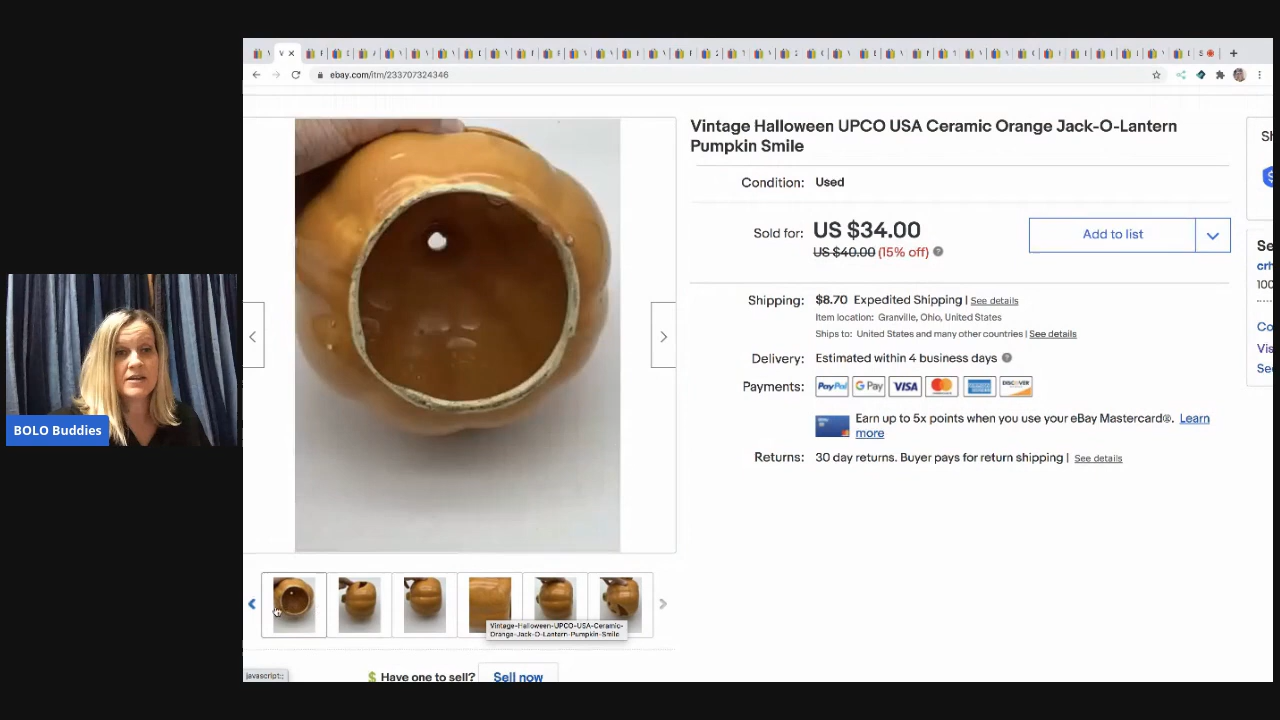 ebay.com/itm/233707324346
Vintage Halloween UPCO USA Ceramic Orange Jack-O-Lantern
Pumpkin Smile
Condition: Used
Sold for: US $34.00
US $40.00 (15% off)
Add to list
Shipping: $8.70 Expedited Shipping | See details
Item location: Granville, Ohio, United States
Ships to: United States and many other countries | See details
Delivery: Estimated within 4 business days
Payments: PayPal G Pay VISA DISCOVER
Earn up to 5x points when you use your eBay Mastercard®. Learn
more
Returns: 30 day returns. Buyer pays for return shipping | See details
BOLO Buddies
Vintage-Halloween-UPCO-USA-Ceramic-
Orange-Jack-O-Lantern-Pumpkin-Smile
javascript:;
$ Have one to sell? Sell now